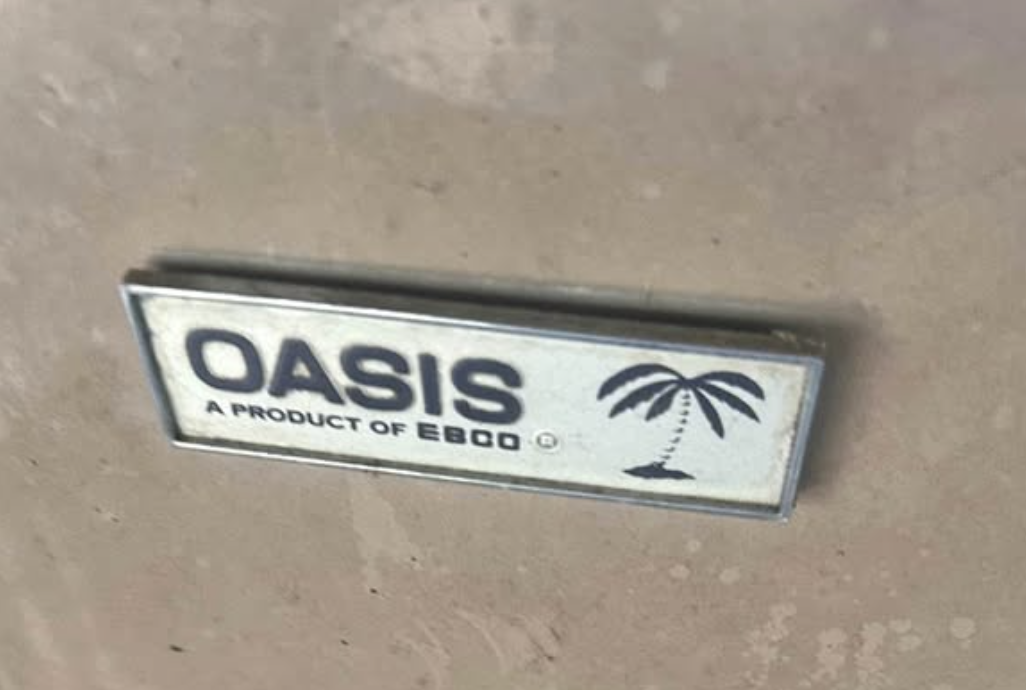 OASIS
A PRODUCT OF EBCO ®